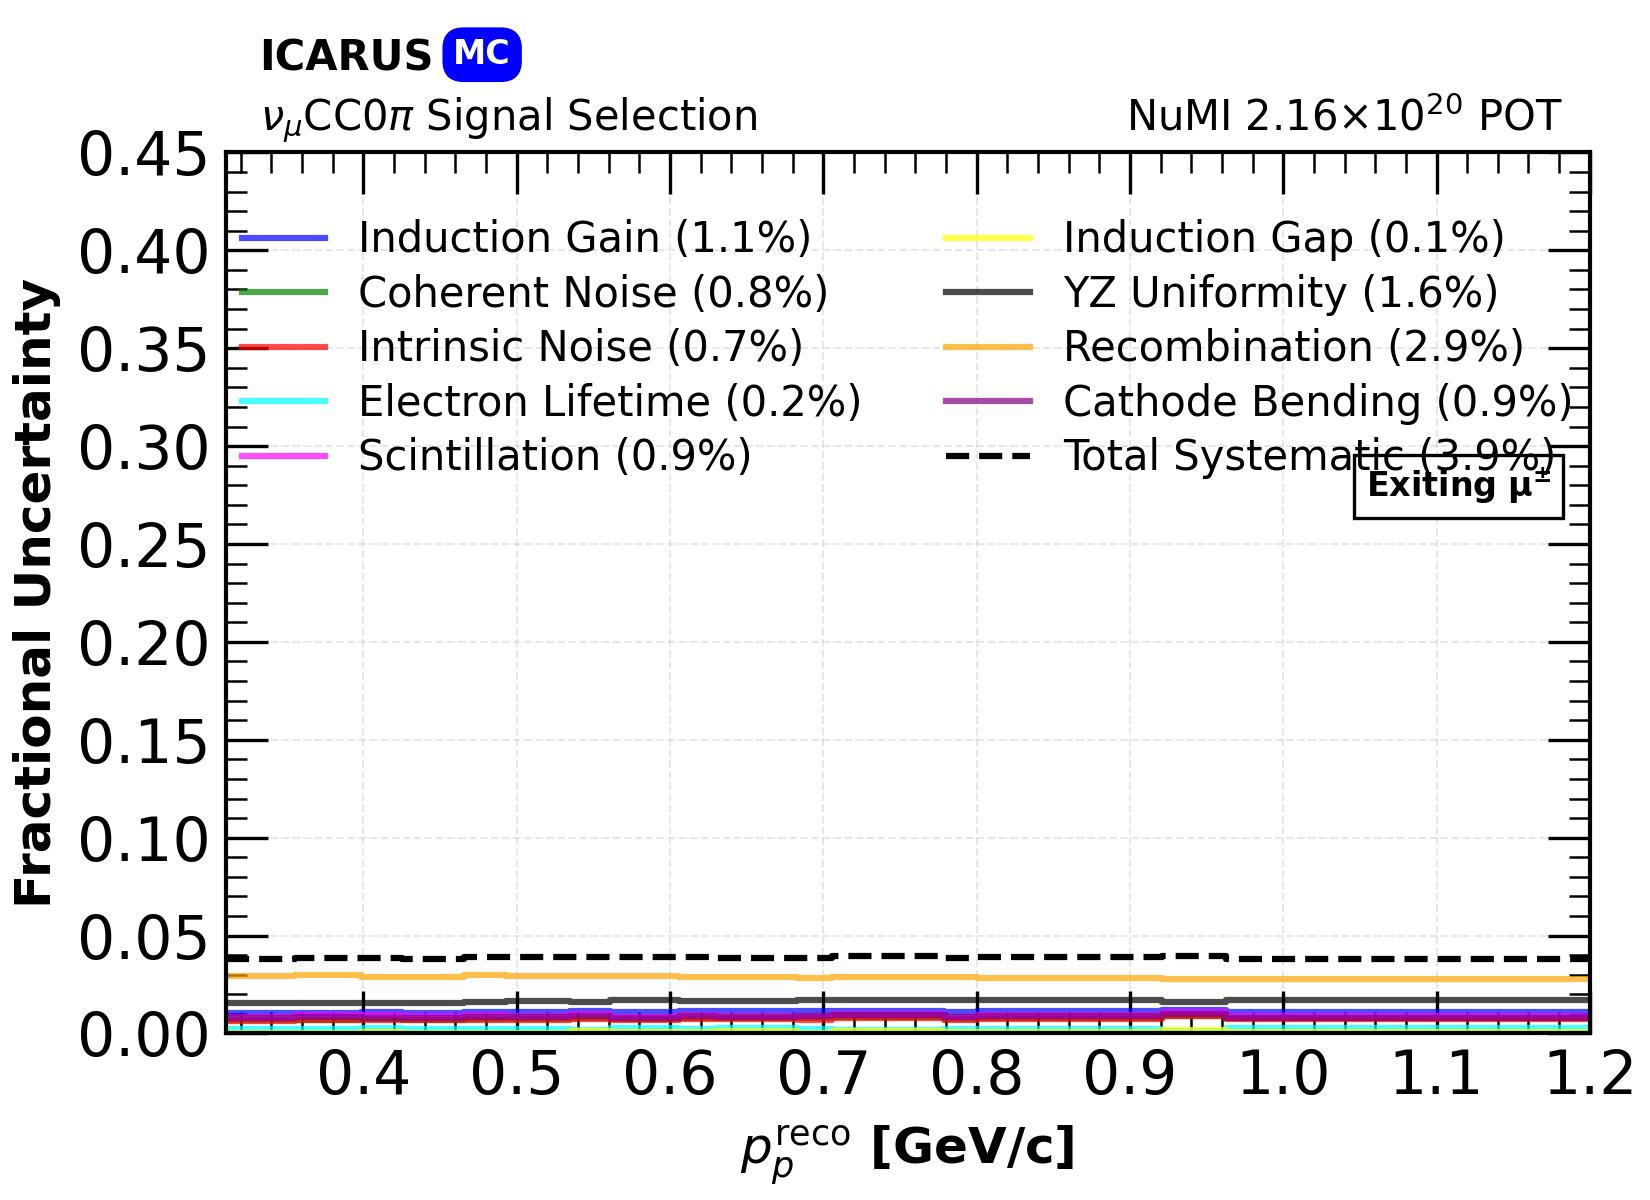 ICARUS MC
νμCC0π Signal Selection NuMI 2.16×10²⁰ POT
0.45
0.40
0.35
0.30
0.25
0.20
0.15
0.10
0.05
0.00
Fractional Uncertainty
Induction Gain (1.1%)
Coherent Noise (0.8%)
Intrinsic Noise (0.7%)
Electron Lifetime (0.2%)
Scintillation (0.9%)
Induction Gap (0.1%)
YZ Uniformity (1.6%)
Recombination (2.9%)
Cathode Bending (0.9%)
Total Systematic (3.9%)
Exiting μ±
0.4 0.5 0.6 0.7 0.8 0.9 1.0 1.1 1.2
p_p^reco [GeV/c]